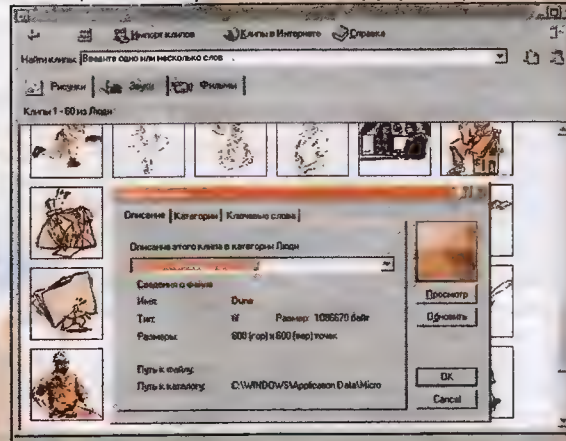 Импорт клипов Клипы в Интернете Справка
Найти клипы: Введите одно или несколько слов
Рисунки Звуки Фильмы
Клипы 1 - 60 из Люди
Описание Категории Ключевые слова
Описание этого клипа в категории Люди
Сведения о файле
Имя: Dune
Тип: tif Размер: 1086620 байт
Размеры: 600 (гор) x 600 (вер) точек
Путь к файлу:
Путь к каталогу: C:\WINDOWS\Application Data\Micro
Просмотр
Обновить
OK
Cancel